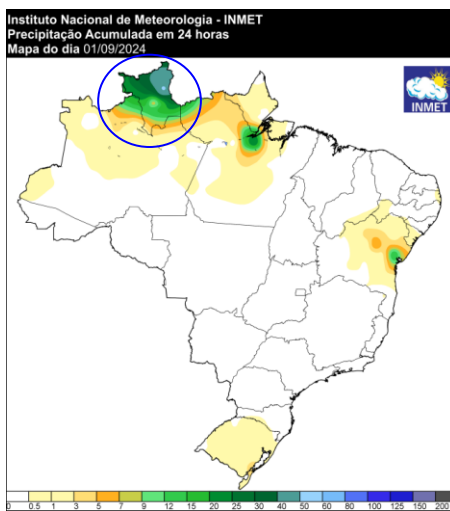 Instituto Nacional de Meteorologia - INMET
Precipitação Acumulada em 24 horas
Mapa do dia 01/09/2024
INMET
0 0.5 1 3 5 7 9 12 15 20 25 30 40 50 60 80 100 125 150 200